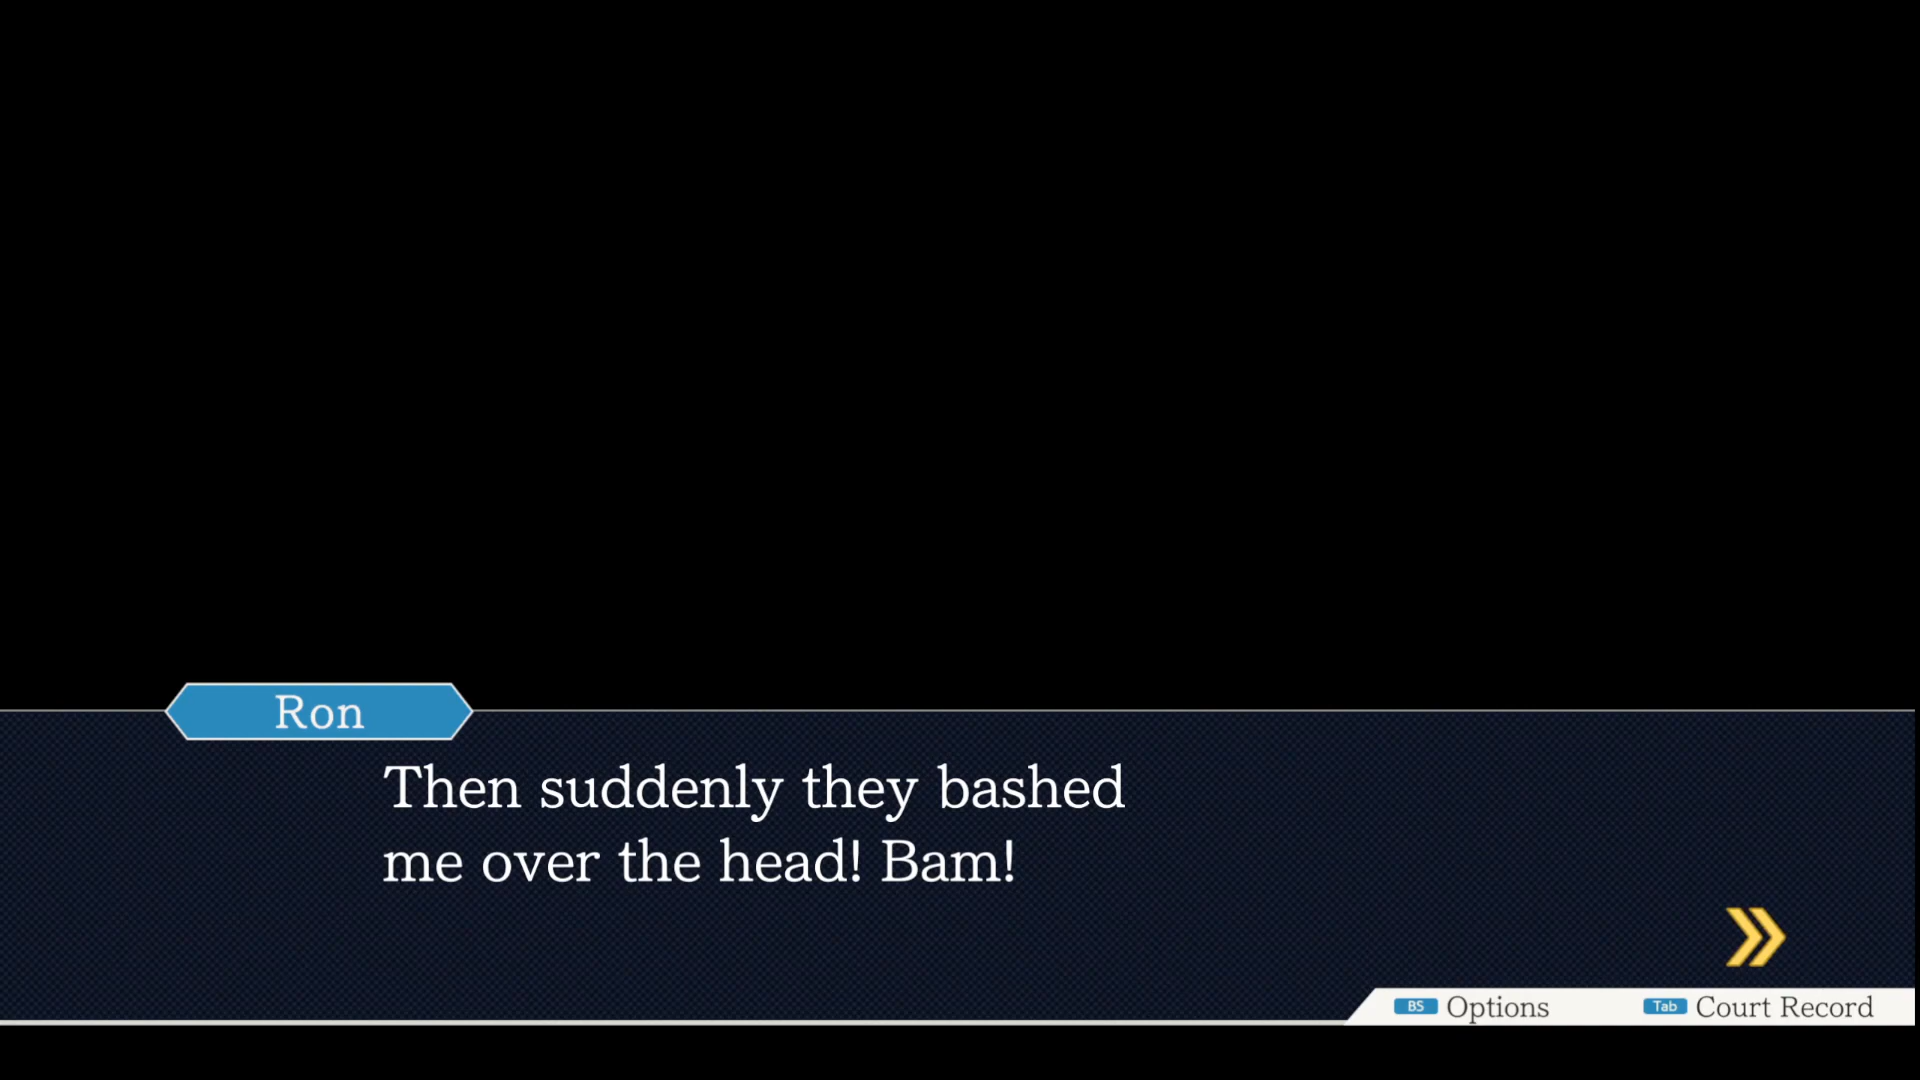 Ron
Then suddenly they bashed
me over the head! Bam!
BS Options
Tab Court Record